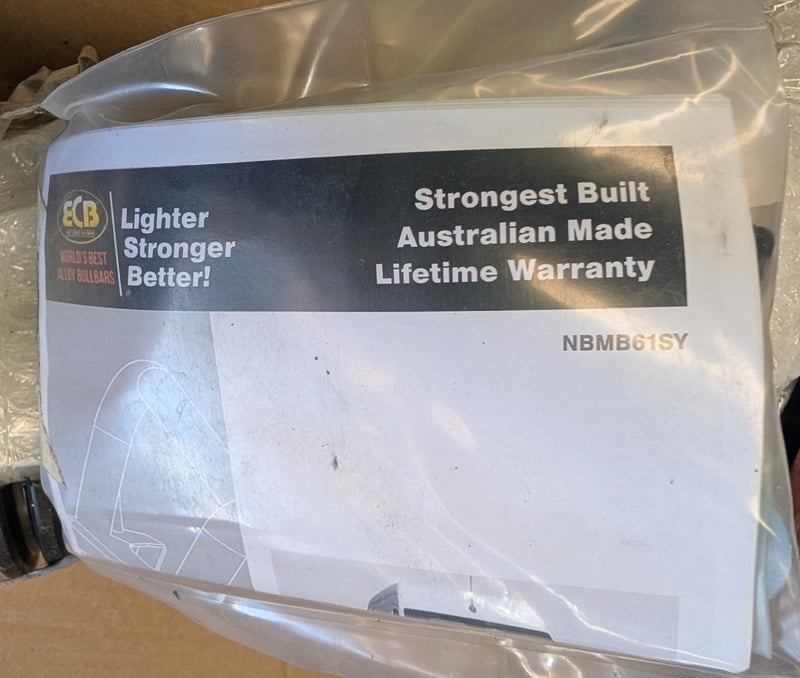 ECB
WORLD'S BEST
ALLOY BULLBARS
Lighter
Stronger
Better!
Strongest Built
Australian Made
Lifetime Warranty
NBMB61SY